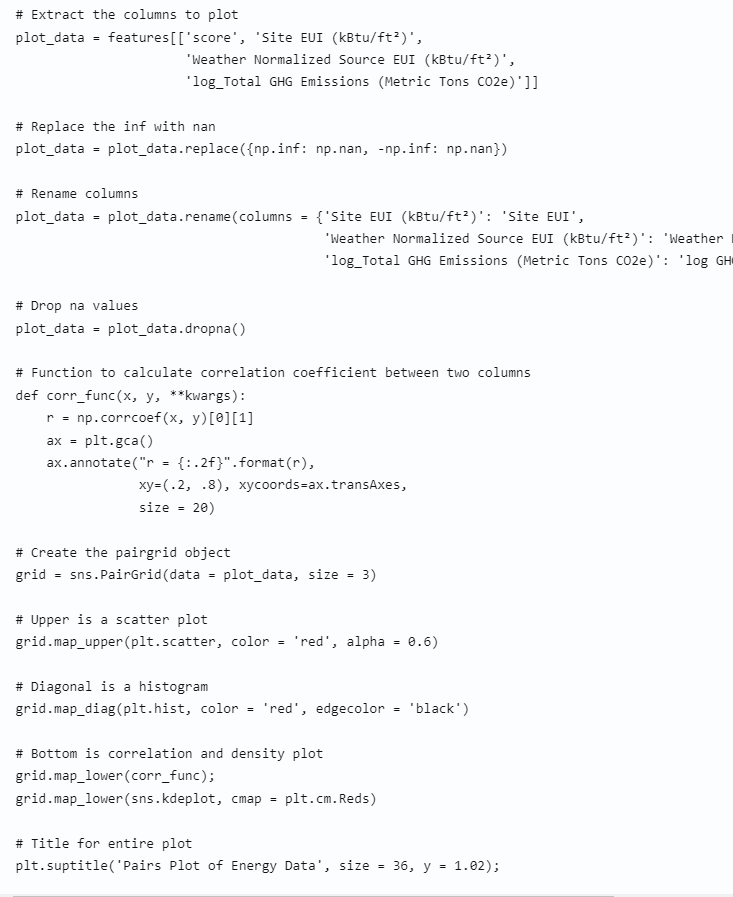 # Extract the columns to plot
plot_data = features[['score', 'Site EUI (kBtu/ft²)',
                      'Weather Normalized Source EUI (kBtu/ft²)',
                      'log_Total GHG Emissions (Metric Tons CO2e)']]

# Replace the inf with nan
plot_data = plot_data.replace({np.inf: np.nan, -np.inf: np.nan})

# Rename columns
plot_data = plot_data.rename(columns = {'Site EUI (kBtu/ft²)': 'Site EUI',
                                        'Weather Normalized Source EUI (kBtu/ft²)': 'Weather
                                        'log_Total GHG Emissions (Metric Tons CO2e)': 'log

# Drop na values
plot_data = plot_data.dropna()

# Function to calculate correlation coefficient between two columns
def corr_func(x, y, **kwargs):
    r = np.corrcoef(x, y)[0][1]
    ax = plt.gca()
    ax.annotate("r = {:.2f}".format(r),
                xy=(.2, .8), xycoords=ax.transAxes,
                size = 20)

# Create the pairgrid object
grid = sns.PairGrid(data = plot_data, size = 3)

# Upper is a scatter plot
grid.map_upper(plt.scatter, color = 'red', alpha = 0.6)

# Diagonal is a histogram
grid.map_diag(plt.hist, color = 'red', edgecolor = 'black')

# Bottom is correlation and density plot
grid.map_lower(corr_func);
grid.map_lower(sns.kdeplot, cmap = plt.cm.Reds)

# Title for entire plot
plt.suptitle('Pairs Plot of Energy Data', size = 36, y = 1.02);